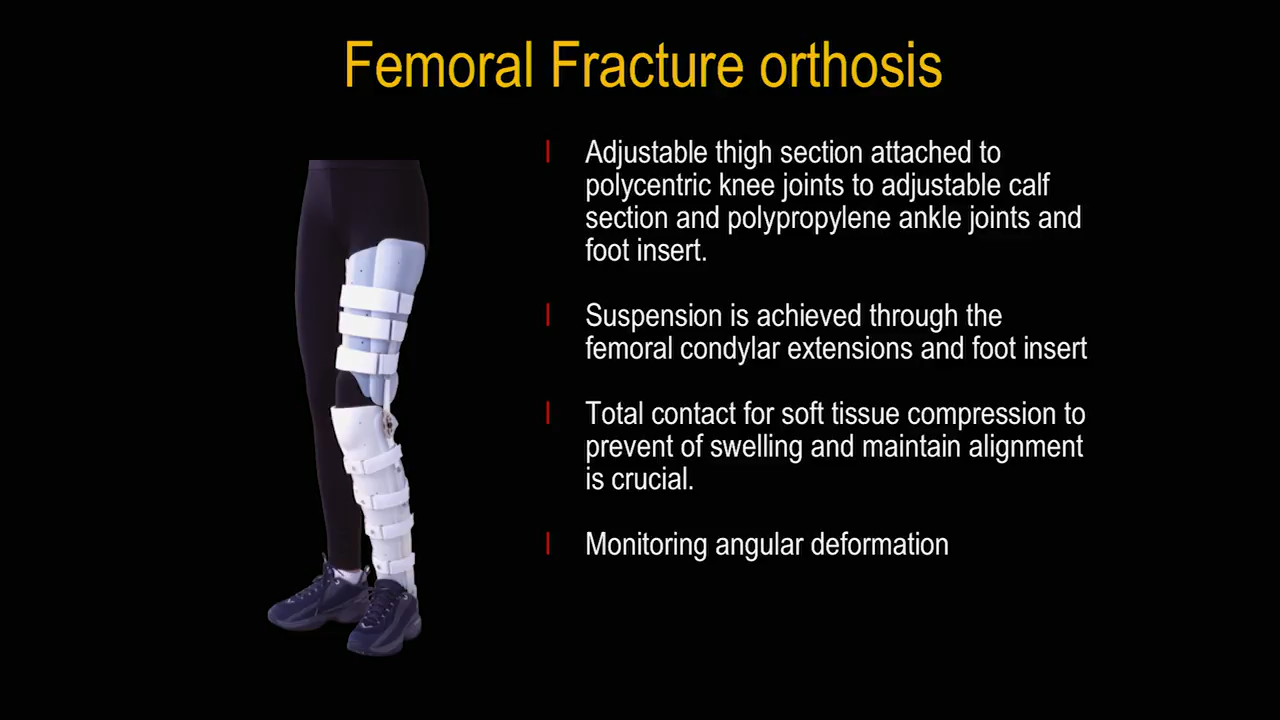 Femoral Fracture orthosis
l Adjustable thigh section attached to
polycentric knee joints to adjustable calf
section and polypropylene ankle joints and
foot insert.
l Suspension is achieved through the
femoral condylar extensions and foot insert
l Total contact for soft tissue compression to
prevent of swelling and maintain alignment
is crucial.
l Monitoring angular deformation